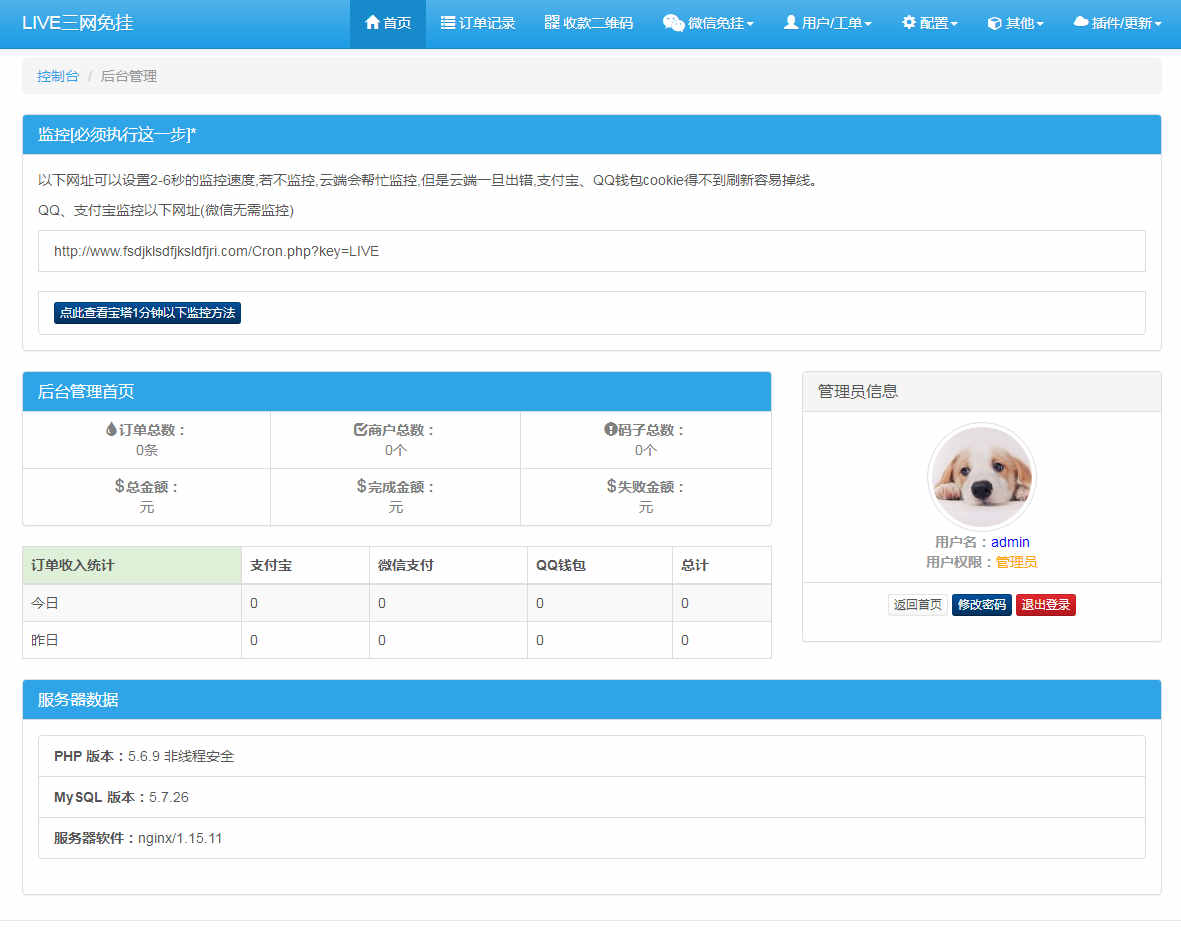 LIVE三网免挂 首页 订单记录 收款二维码 微信免挂 用户/工单 配置 其他 插件/更新
控制台 / 后台管理
监控[必须执行这一步]*
以下网址可以设置2-6秒的监控速度,若不监控,云端会帮忙监控,但是云端一旦出错,支付宝、QQ钱包cookie得不到刷新容易掉线。
QQ、支付宝监控以下网址(微信无需监控)
http://www.fsdjklsdfjksldfjri.com/Cron.php?key=LIVE
点此查看宝塔1分钟以下监控方法
后台管理首页
订单总数： 商户总数： 码子总数：
0条 0个 0个
$总金额： $完成金额： $失败金额：
元 元 元
订单收入统计 支付宝 微信支付 QQ钱包 总计
今日 0 0 0 0
昨日 0 0 0 0
管理员信息
用户名：admin
用户权限：管理员
返回首页 修改密码 退出登录
服务器数据
PHP 版本：5.6.9 非线程安全
MySQL 版本：5.7.26
服务器软件：nginx/1.15.11